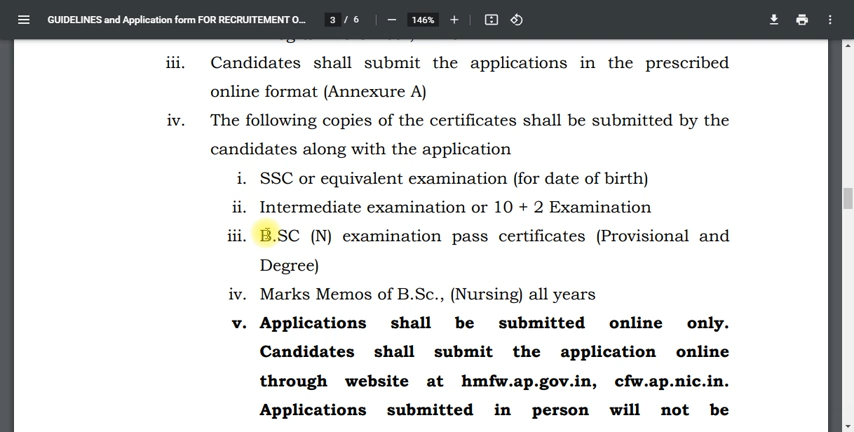 GUIDELINES and Application form FOR RECRUITMENT O... 3 / 6 146%
iii. Candidates shall submit the applications in the prescribed
online format (Annexure A)
iv. The following copies of the certificates shall be submitted by the
candidates along with the application
i. SSC or equivalent examination (for date of birth)
ii. Intermediate examination or 10 + 2 Examination
iii. B.SC (N) examination pass certificates (Provisional and
Degree)
iv. Marks Memos of B.Sc., (Nursing) all years
v. Applications shall be submitted online only.
Candidates shall submit the application online
through website at hmfw.ap.gov.in, cfw.ap.nic.in.
Applications submitted in person will not be